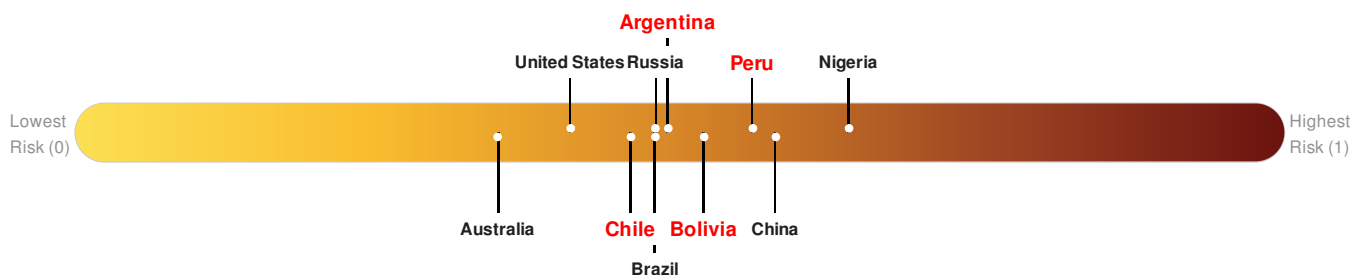 Argentina
United States Russia Peru Nigeria
Lowest
Risk (0)
Highest
Risk (1)
Australia Chile Bolivia China
Brazil